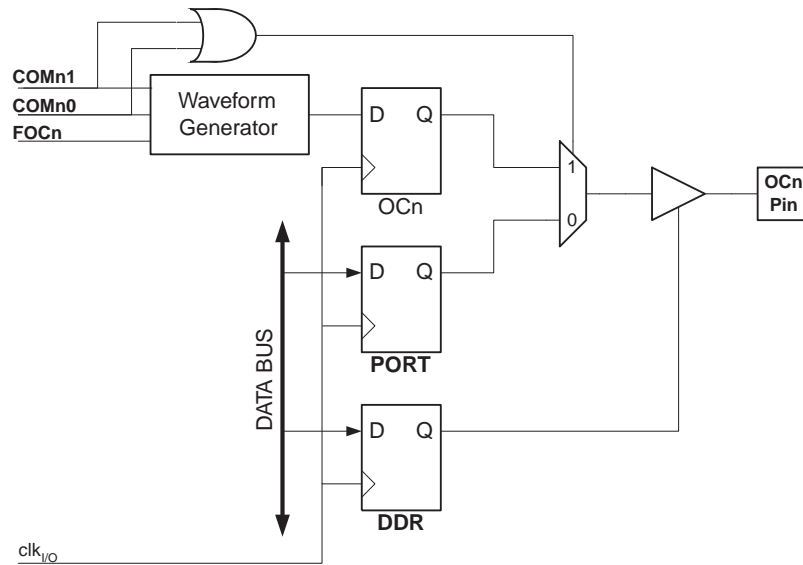 COMn1
COMn0
FOCn
Waveform
Generator
D Q
OCn
1
0
OCn
Pin
D Q
PORT
DATA BUS
D Q
DDR
clkI/O